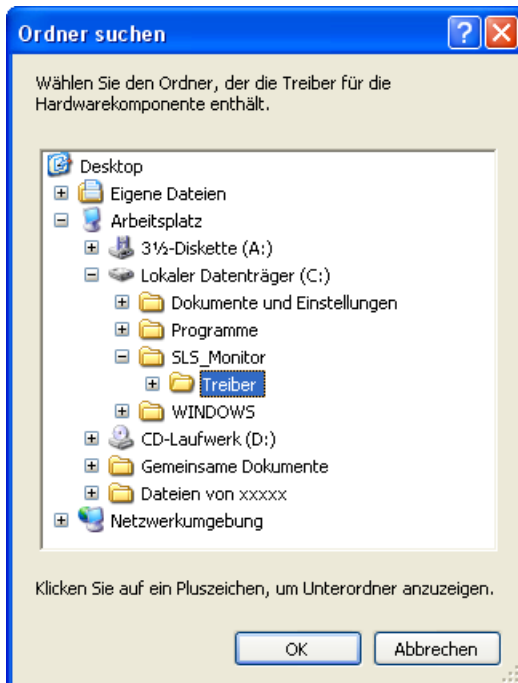 Ordner suchen
Wählen Sie den Ordner, der die Treiber für die
Hardwarekomponente enthält.
Desktop
Eigene Dateien
Arbeitsplatz
3½-Diskette (A:)
Lokaler Datenträger (C:)
Dokumente und Einstellungen
Programme
SLS_Monitor
Treiber
WINDOWS
CD-Laufwerk (D:)
Gemeinsame Dokumente
Dateien von xxxxx
Netzwerkumgebung
Klicken Sie auf ein Pluszeichen, um Unterordner anzuzeigen.
OK Abbrechen